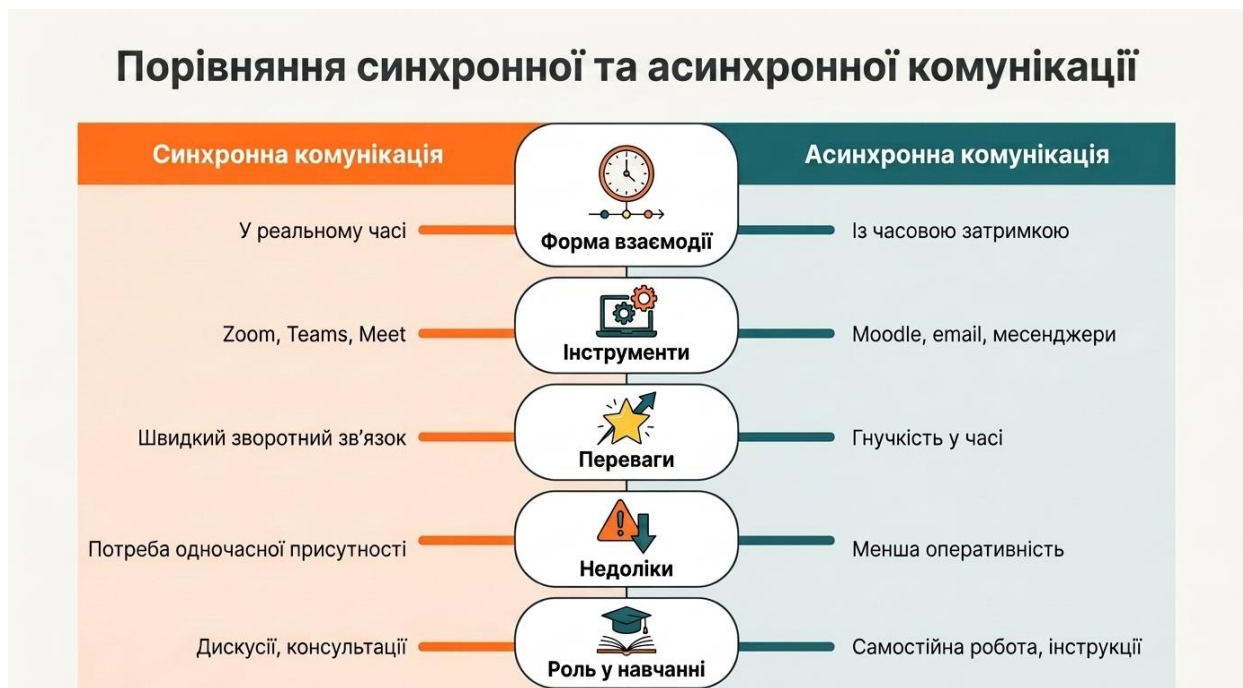 Порівняння синхронної та асинхронної комунікації
Синхронна комунікація
Асинхронна комунікація
У реальному часі
Форма взаємодії
Із часовою затримкою
Zoom, Teams, Meet
Інструменти
Moodle, email, месенджери
Швидкий зворотний зв’язок
Переваги
Гнучкість у часі
Потреба одночасної присутності
Недоліки
Менша оперативність
Дискусії, консультації
Роль у навчанні
Самостійна робота, інструкції